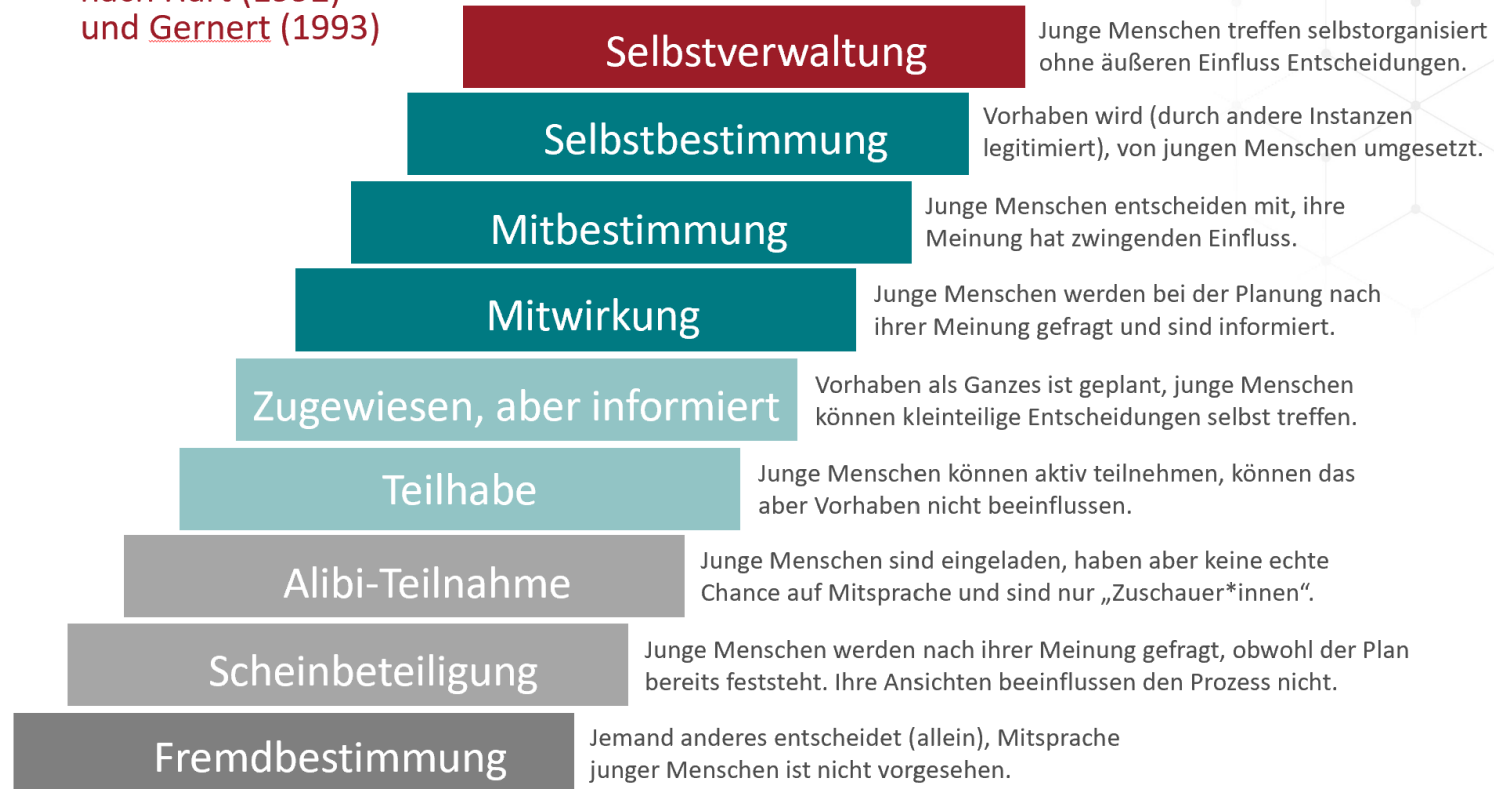 und Gernert (1993)
Selbstverwaltung
Junge Menschen treffen selbstorganisiert
ohne äußeren Einfluss Entscheidungen.
Selbstbestimmung
Vorhaben wird (durch andere Instanzen
legitimiert), von jungen Menschen umgesetzt.
Mitbestimmung
Junge Menschen entscheiden mit, ihre
Meinung hat zwingenden Einfluss.
Mitwirkung
Junge Menschen werden bei der Planung nach
ihrer Meinung gefragt und sind informiert.
Zugewiesen, aber informiert
Vorhaben als Ganzes ist geplant, junge Menschen
können kleinteilige Entscheidungen selbst treffen.
Teilhabe
Junge Menschen können aktiv teilnehmen, können das
aber Vorhaben nicht beeinflussen.
Alibi-Teilnahme
Junge Menschen sind eingeladen, haben aber keine echte
Chance auf Mitsprache und sind nur „Zuschauer*innen“.
Scheinbeteiligung
Junge Menschen werden nach ihrer Meinung gefragt, obwohl der Plan
bereits feststeht. Ihre Ansichten beeinflussen den Prozess nicht.
Fremdbestimmung
Jemand anderes entscheidet (allein), Mitsprache
junger Menschen ist nicht vorgesehen.